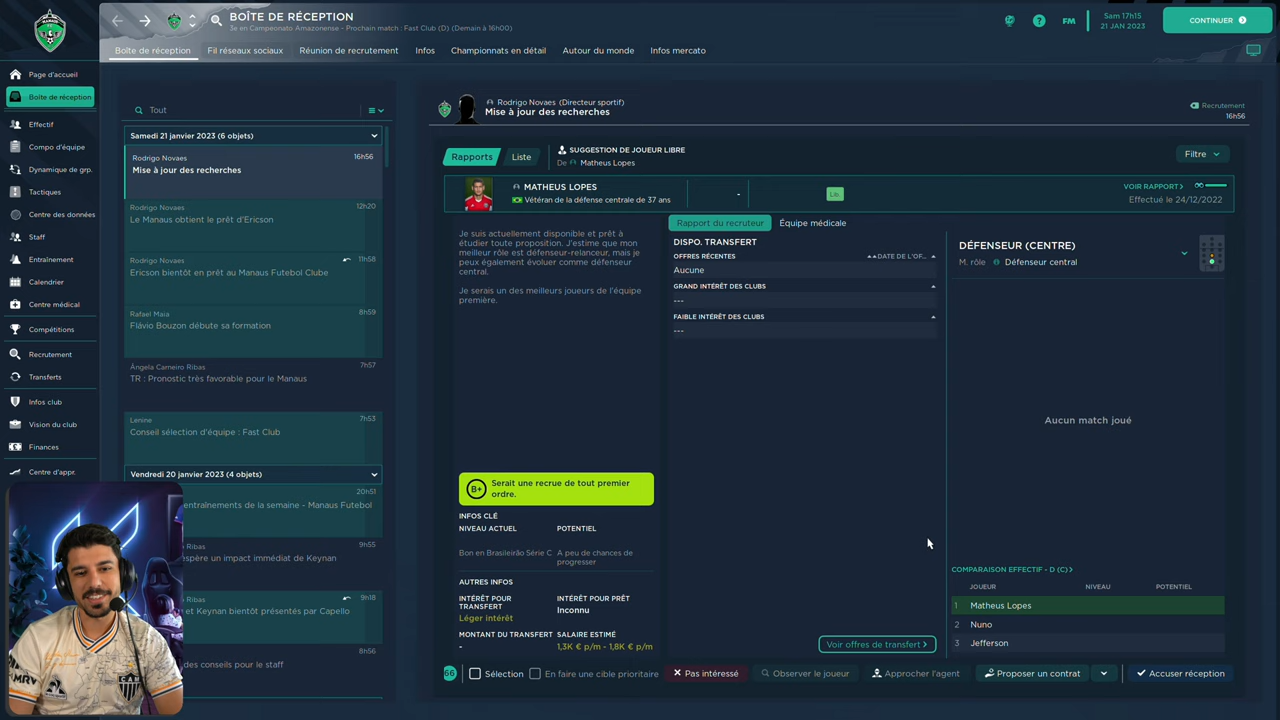 BOÎTE DE RÉCEPTION
3e en Campeonato Amazonense - Prochain match : Fast Club (D) (Demain à 16h00)
FM
Sam 17h15
21 JAN 2023
CONTINUER
Boîte de réception
Fil réseaux sociaux
Réunion de recrutement
Infos
Championnats en détail
Autour du monde
Infos mercato
Page d'accueil
Boîte de réception
Effectif
Compo d'équipe
Dynamique de grp.
Tactiques
Centre des données
Staff
Entraînement
Calendrier
Centre médical
Compétitions
Recrutement
Transferts
Infos club
Vision du club
Finances
Centre d'appr.
Tout
Samedi 21 janvier 2023 (6 objets)
Rodrigo Novaes
16h56
Mise à jour des recherches
Rodrigo Novaes
12h20
Le Manaus obtient le prêt d'Ericson
Rodrigo Novaes
11h58
Ericson bientôt en prêt au Manaus Futebol Clube
Rafael Maia
8h59
Flávio Bouzon débute sa formation
Ângela Carneiro Ribas
7h57
TR : Pronostic très favorable pour le Manaus
Lenine
7h53
Conseil sélection d'équipe : Fast Club
Vendredi 20 janvier 2023 (4 objets)
20h51
entraînements de la semaine - Manaus Futebol
Ribas
9h55
espère un impact immédiat de Keynan
Ribas
9h18
et Keynan bientôt présentés par Capello
8h56
des conseils pour le staff
Rodrigo Novaes (Directeur sportif)
Mise à jour des recherches
Recrutement
16h56
Rapports
Liste
SUGGESTION DE JOUEUR LIBRE
De Matheus Lopes
Filtre
MATHEUS LOPES
Vétéran de la défense centrale de 37 ans
-
Lib.
VOIR RAPPORT>
Effectué le 24/12/2022
Je suis actuellement disponible et prêt à
étudier toute proposition. J'estime que mon
meilleur rôle est défenseur-relanceur, mais je
peux également évoluer comme défenseur
central.
Je serais un des meilleurs joueurs de l'équipe
première.
B+
Serait une recrue de tout premier
ordre.
INFOS CLÉ
NIVEAU ACTUEL
POTENTIEL
Bon en Brasileirão Série C
A peu de chances de
progresser
AUTRES INFOS
INTÉRÊT POUR
TRANSFERT
INTÉRÊT POUR PRÊT
Léger intérêt
Inconnu
MONTANT DU TRANSFERT
SALAIRE ESTIMÉ
-
1,3K € p/m - 1,8K € p/m
Rapport du recruteur
Équipe médicale
DISPO. TRANSFERT
OFFRES RÉCENTES
DATE DE L'OF...
Aucune
GRAND INTÉRÊT DES CLUBS
---
FAIBLE INTÉRÊT DES CLUBS
---
Voir offres de transfert >
DÉFENSEUR (CENTRE)
M. rôle Défenseur central
Aucun match joué
COMPARAISON EFFECTIF - D (C)>
JOUEUR
NIVEAU
POTENTIEL
1 Matheus Lopes
2 Nuno
3 Jefferson
66
Sélection
En faire une cible prioritaire
Pas intéressé
Observer le joueur
Approcher l'agent
Proposer un contrat
Accuser réception
MRV
CAM